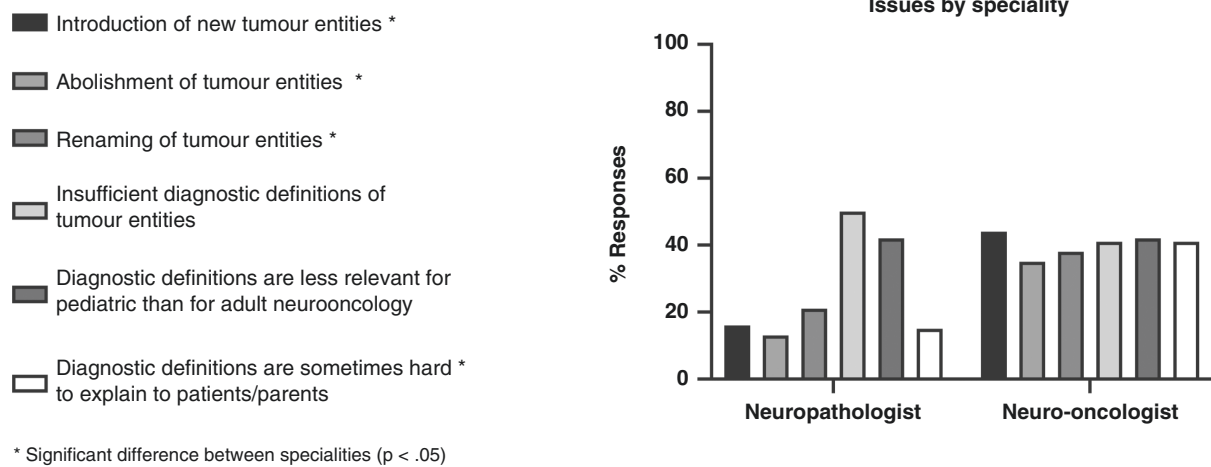 Introduction of new tumour entities *
Abolishment of tumour entities *
Renaming of tumour entities *
Insufficient diagnostic definitions of
tumour entities
Diagnostic definitions are less relevant for
pediatric than for adult neurooncology
Diagnostic definitions are sometimes hard *
to explain to patients/parents
* Significant difference between specialities (p < .05)
Issues by speciality
% Responses
100
80
60
40
20
0
Neuropathologist
Neuro-oncologist